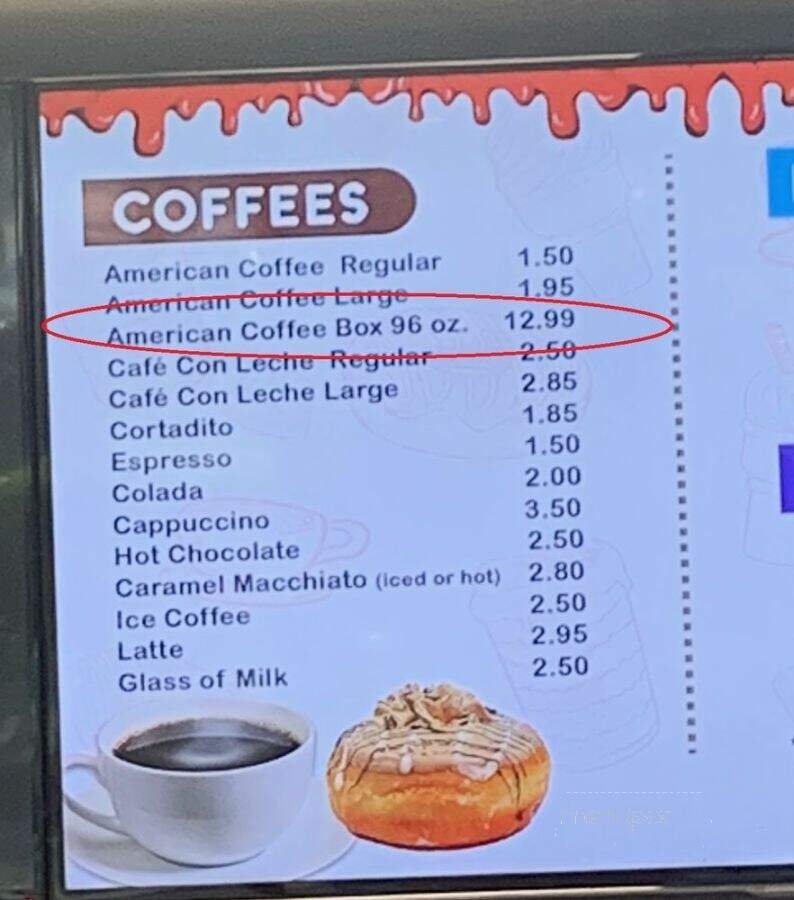 COFFEES
American Coffee Regular 1.50
American Coffee Large 1.95
American Coffee Box 96 oz. 12.99
Café Con Leche Regular 2.50
Café Con Leche Large 2.85
Cortadito 1.85
Espresso 1.50
Colada 2.00
Cappuccino 3.50
Hot Chocolate 2.50
Caramel Macchiato (iced or hot) 2.80
Ice Coffee 2.50
Latte 2.95
Glass of Milk 2.50